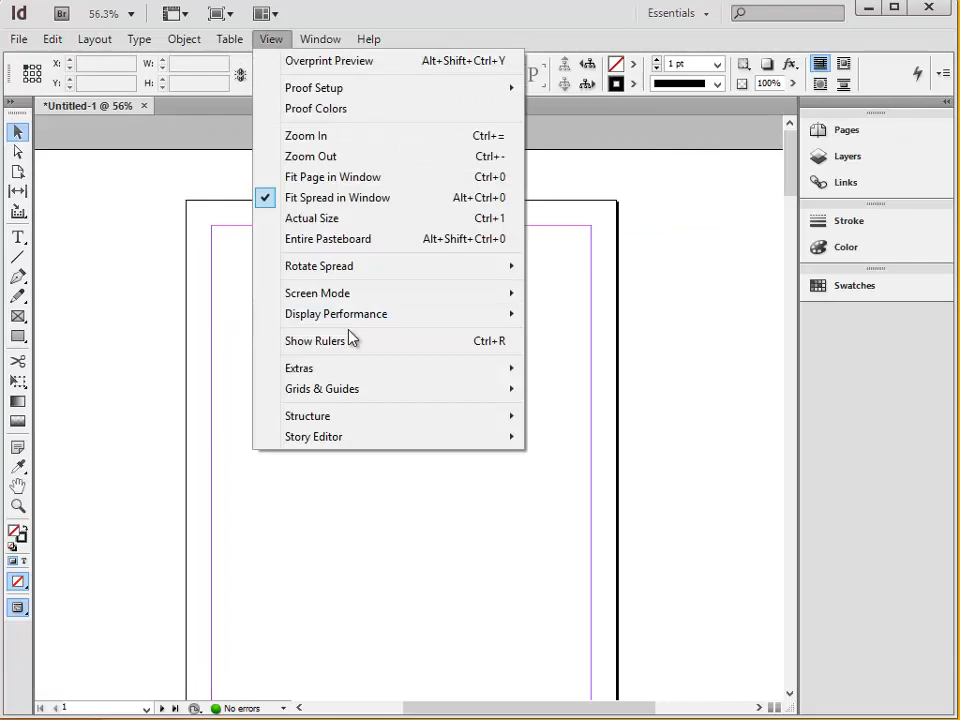 Id Br 56.3% Essentials
File Edit Layout Type Object Table View Window Help
X: W: 1 pt
Y: H: 100%
*Untitled-1 @ 56%
Overprint Preview Alt+Shift+Ctrl+Y
Proof Setup
Proof Colors
Zoom In Ctrl+=
Zoom Out Ctrl+-
Fit Page in Window Ctrl+0
Fit Spread in Window Alt+Ctrl+0
Actual Size Ctrl+1
Entire Pasteboard Alt+Shift+Ctrl+0
Rotate Spread
Screen Mode
Display Performance
Show Rulers Ctrl+R
Extras
Grids & Guides
Structure
Story Editor
Pages
Layers
Links
Stroke
Color
Swatches
1 No errors